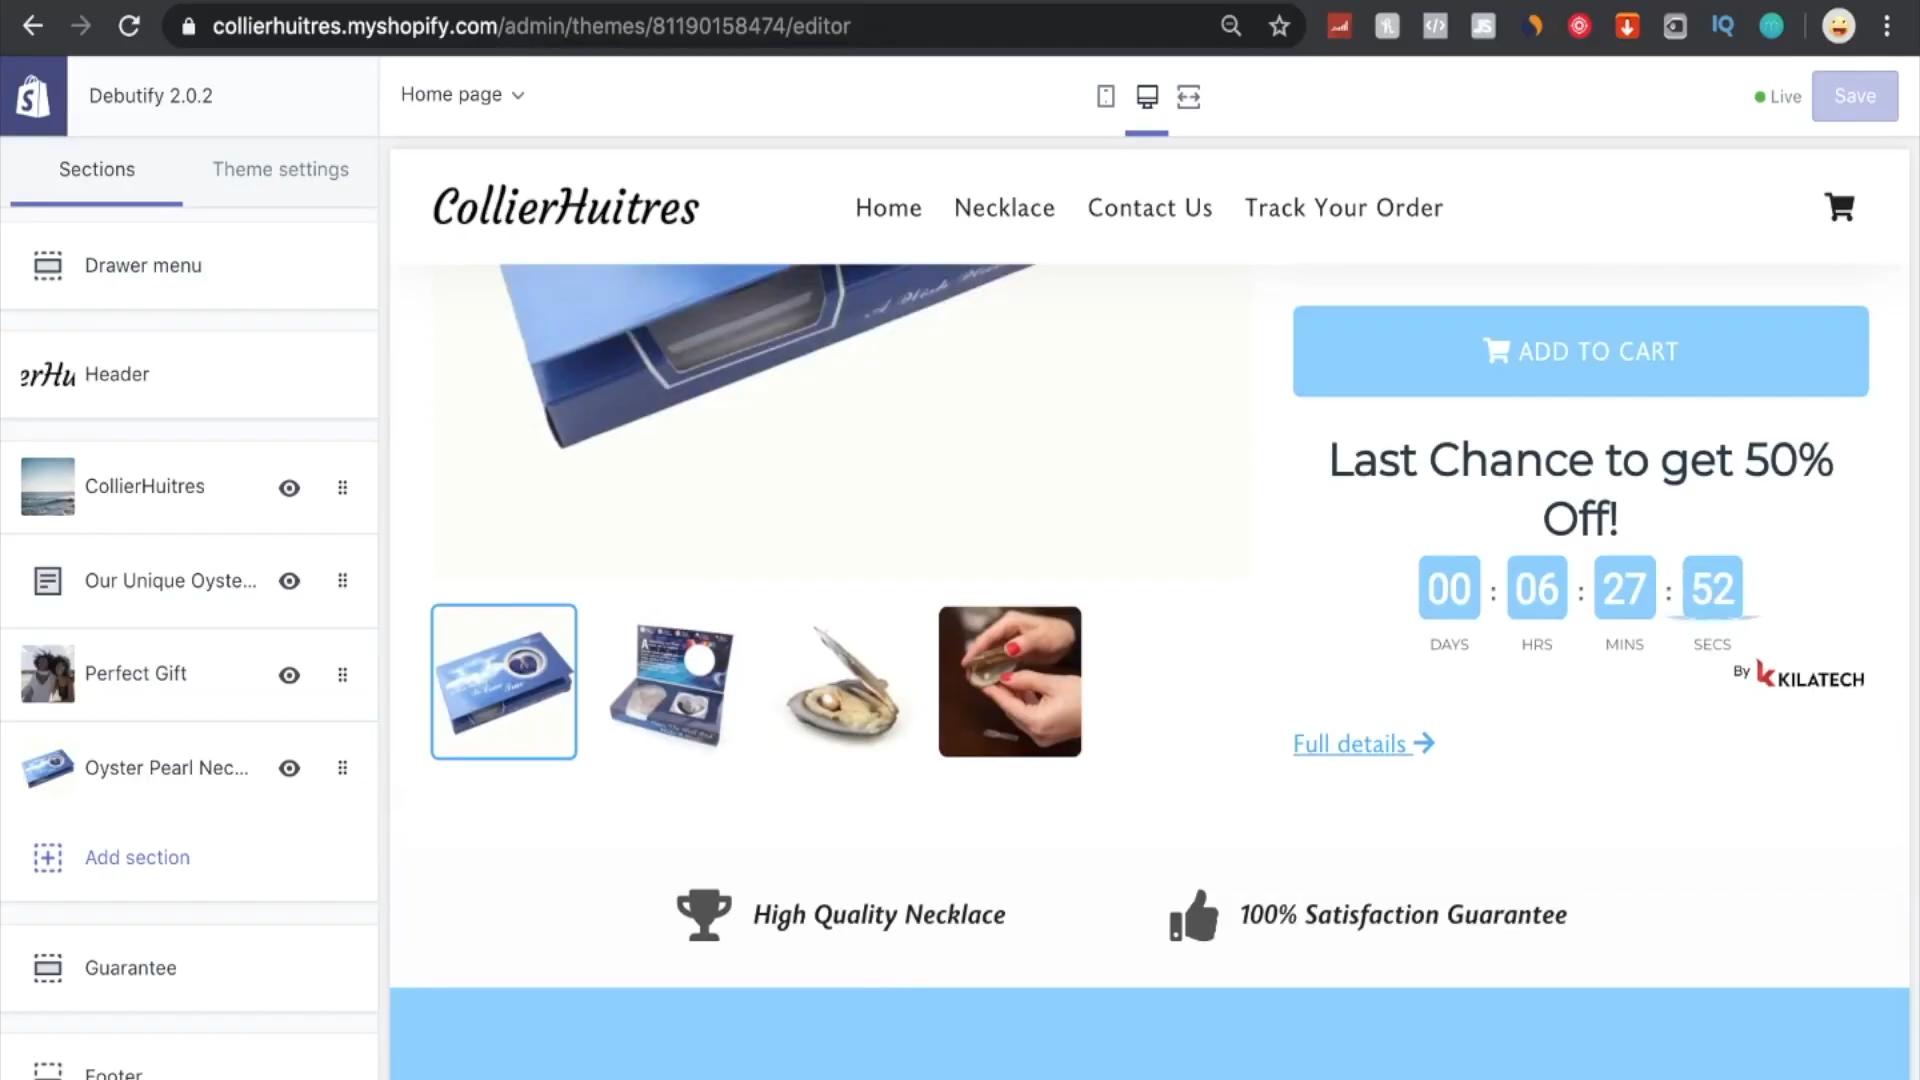 collierhuitres.myshopify.com/admin/themes/81190158474/editor
JS
IQ
Debutify 2.0.2
Home page
Live
Save
Sections
Theme settings
Drawer menu
erHu Header
CollierHuitres
Our Unique Oyste...
Perfect Gift
Oyster Pearl Nec...
Add section
Guarantee
Footer
CollierHuitres
Home
Necklace
Contact Us
Track Your Order
ADD TO CART
Last Chance to get 50%
Off!
00 : 06 : 27 : 52
DAYS HRS MINS SECS
By KILATECH
Full details
High Quality Necklace
100% Satisfaction Guarantee